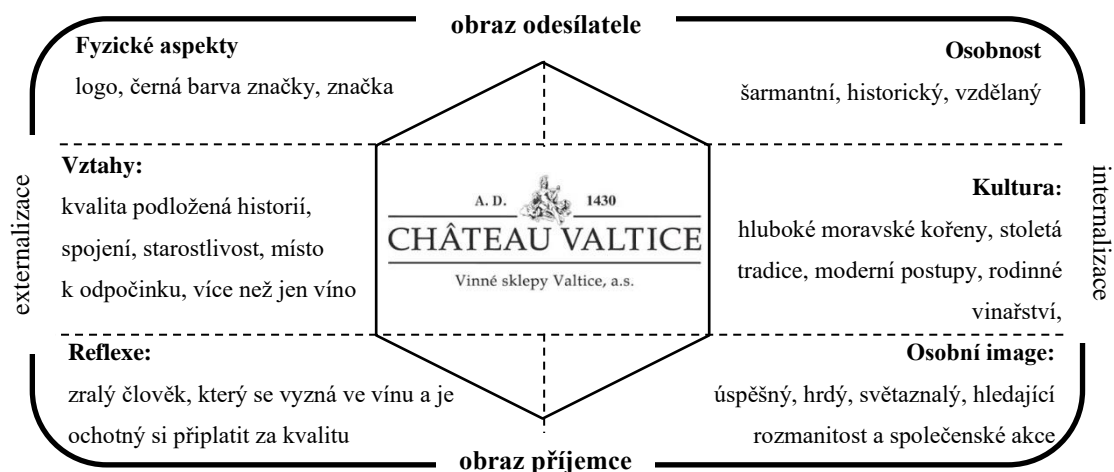 obraz odesílatele
Fyzické aspekty
logo, černá barva značky, značka
Osobnost
šarmantní, historický, vzdělaný
externalizace
Vztahy:
kvalita podložená historií,
spojení, starostlivost, místo
k odpočinku, více než jen víno
A. D. 1430
CHÂTEAU VALTICE
Vinné sklepy Valtice, a.s.
Kultura:
hluboké moravské kořeny, stoletá
tradice, moderní postupy, rodinné
vinařství,
internalizace
Reflexe:
zralý člověk, který se vyzná ve vínu a je
ochotný si připlatit za kvalitu
Osobní image:
úspěšný, hrdý, světaznalý, hledající
rozmanitost a společenské akce
obraz příjemce